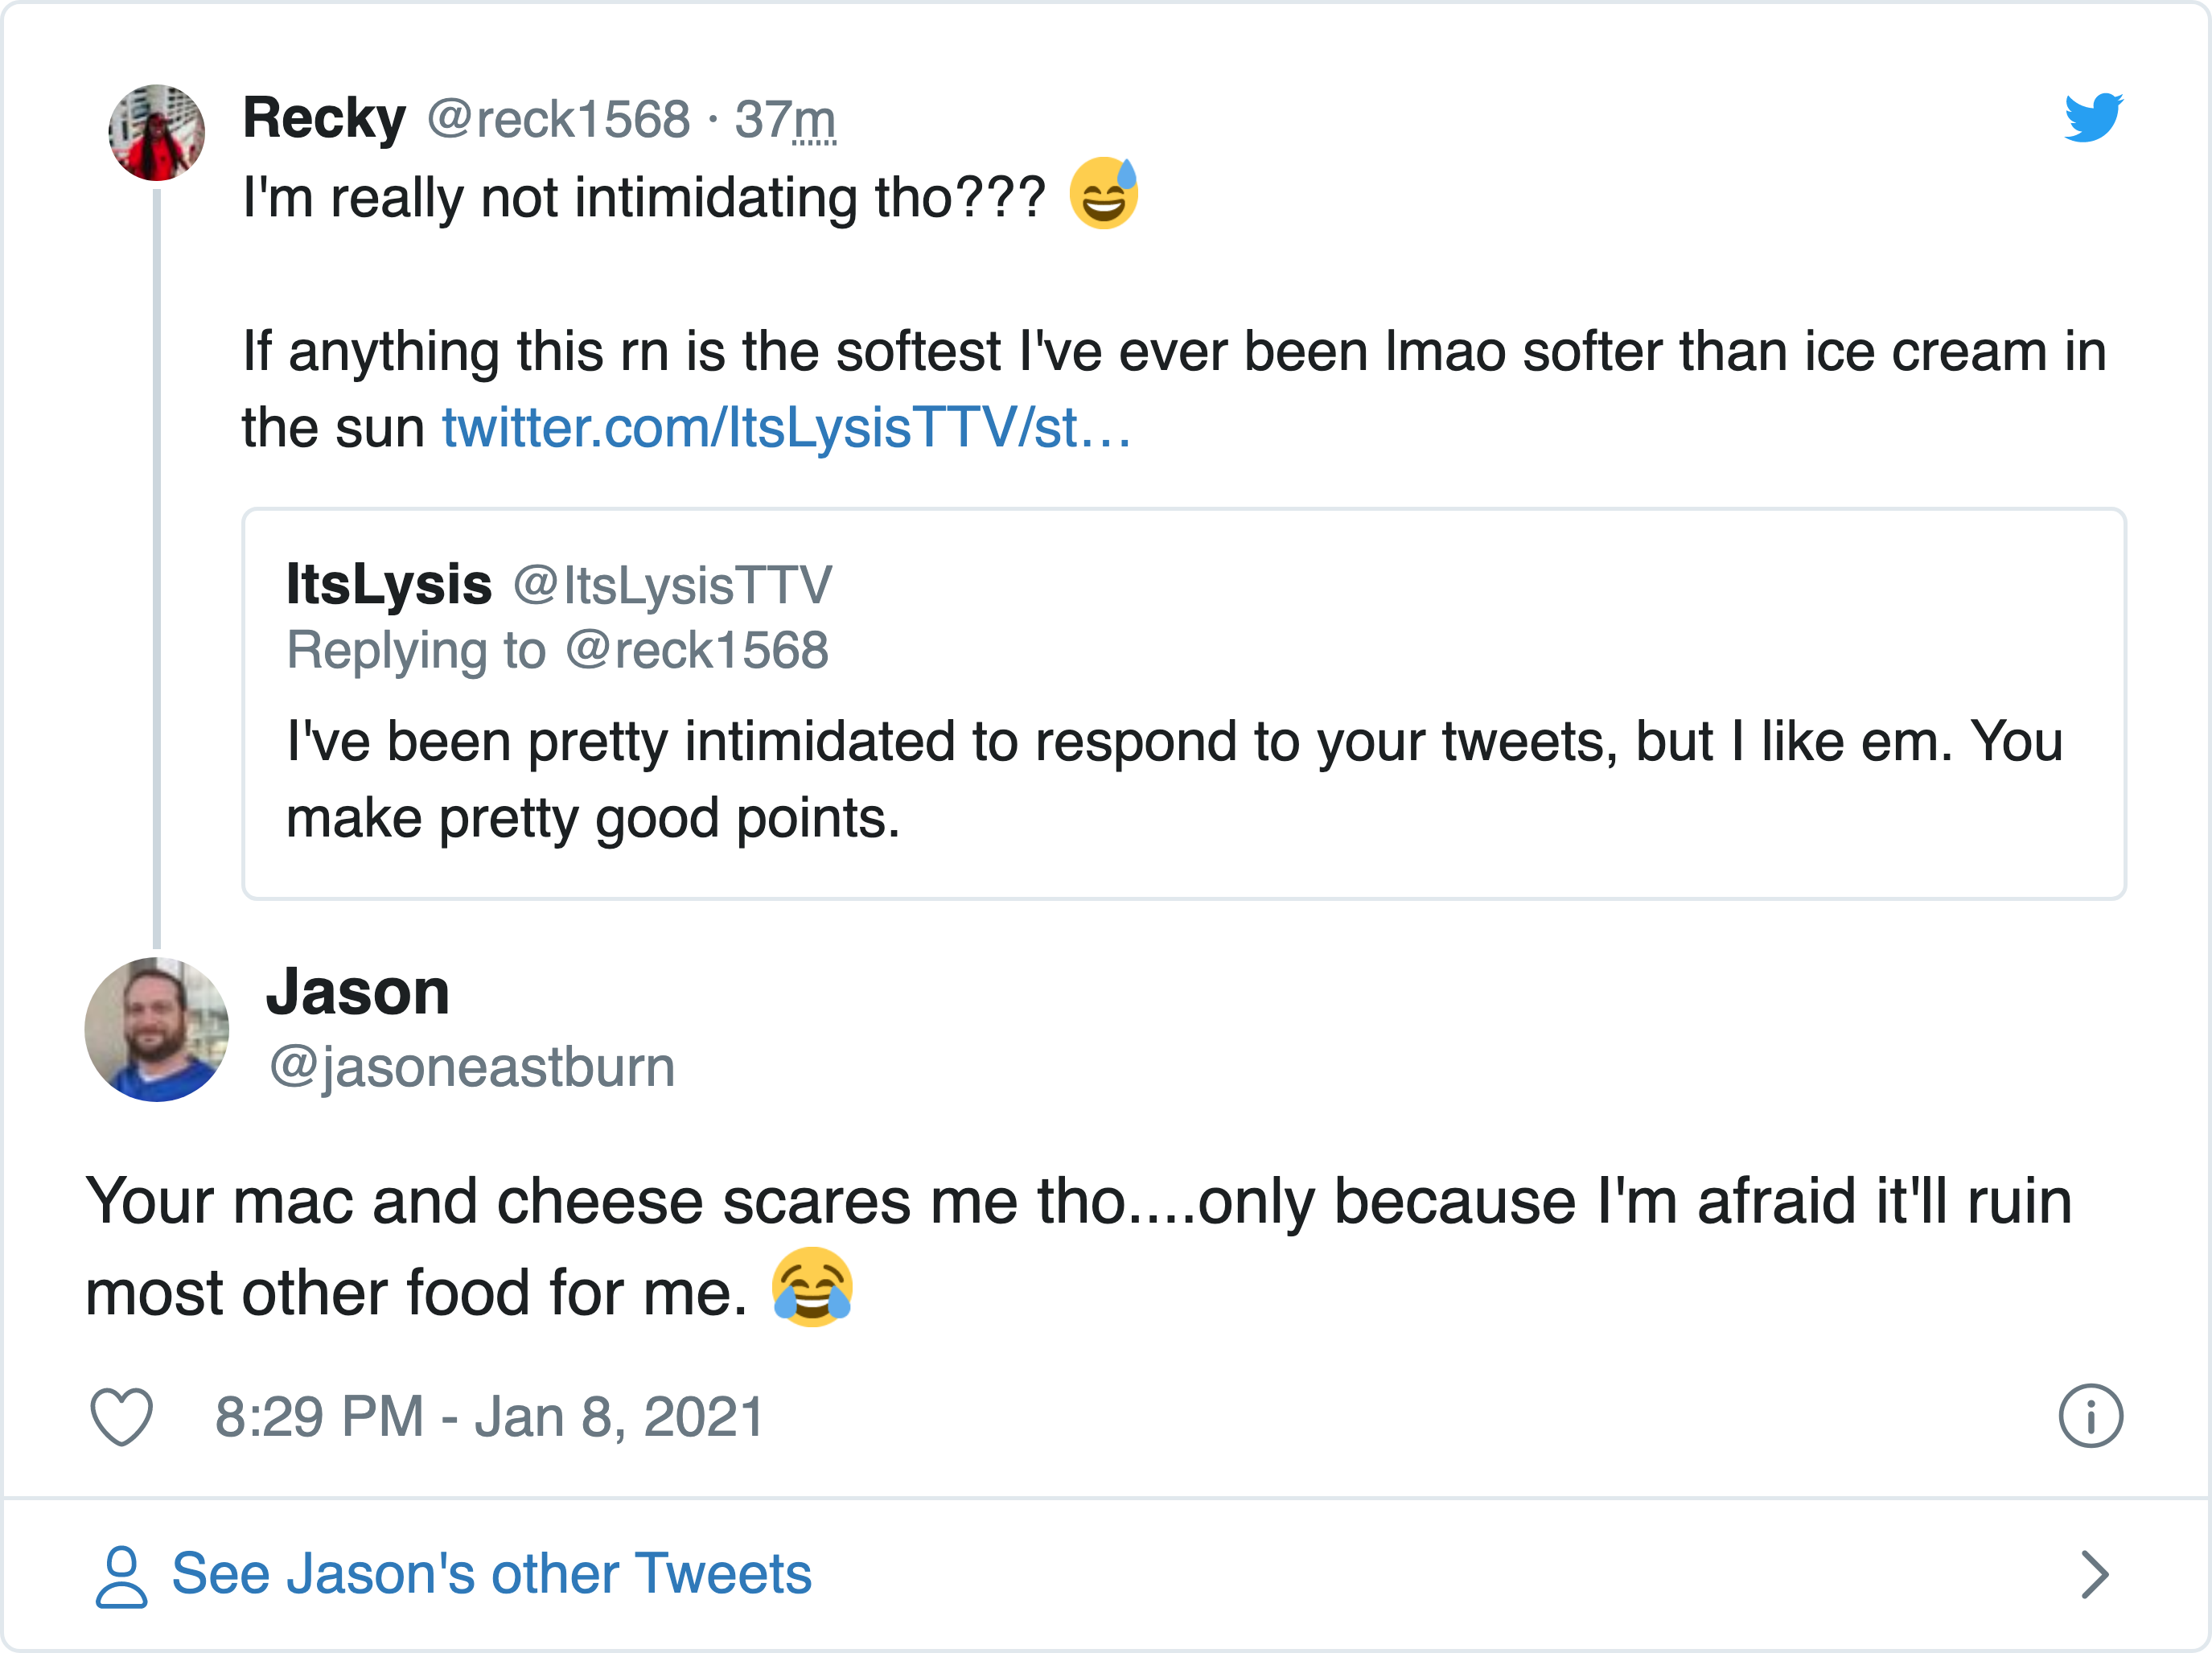 Recky @reck1568 · 37m
I'm really not intimidating tho??? 😅
If anything this rn is the softest I've ever been lmao softer than ice cream in
the sun twitter.com/ItsLysisTTV/st…
ItsLysis @ItsLysisTTV
Replying to @reck1568
I've been pretty intimidated to respond to your tweets, but I like em. You
make pretty good points.
Jason
@jasoneastburn
Your mac and cheese scares me tho....only because I'm afraid it'll ruin
most other food for me. 😂
8:29 PM - Jan 8, 2021
See Jason's other Tweets